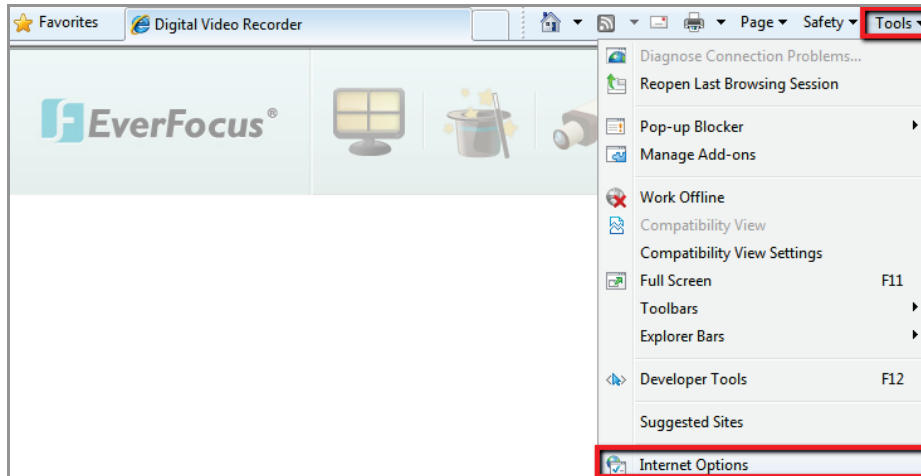 Favorites
Digital Video Recorder
Page
Safety
Tools
EverFocus®
Diagnose Connection Problems...
Reopen Last Browsing Session
Pop-up Blocker
Manage Add-ons
Work Offline
Compatibility View
Compatibility View Settings
Full Screen F11
Toolbars
Explorer Bars
Developer Tools F12
Suggested Sites
Internet Options